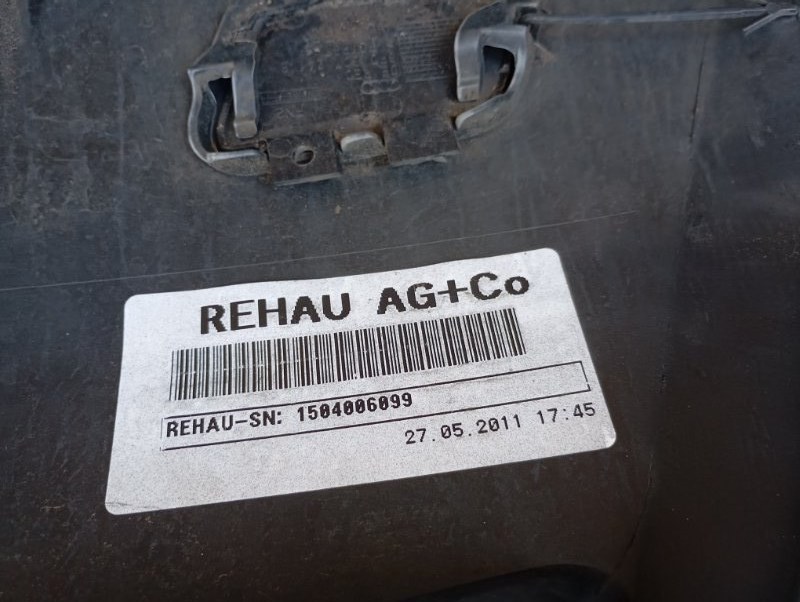 REHAU AG+Co
REHAU-SN: 1504006099
27.05.2011 17:45